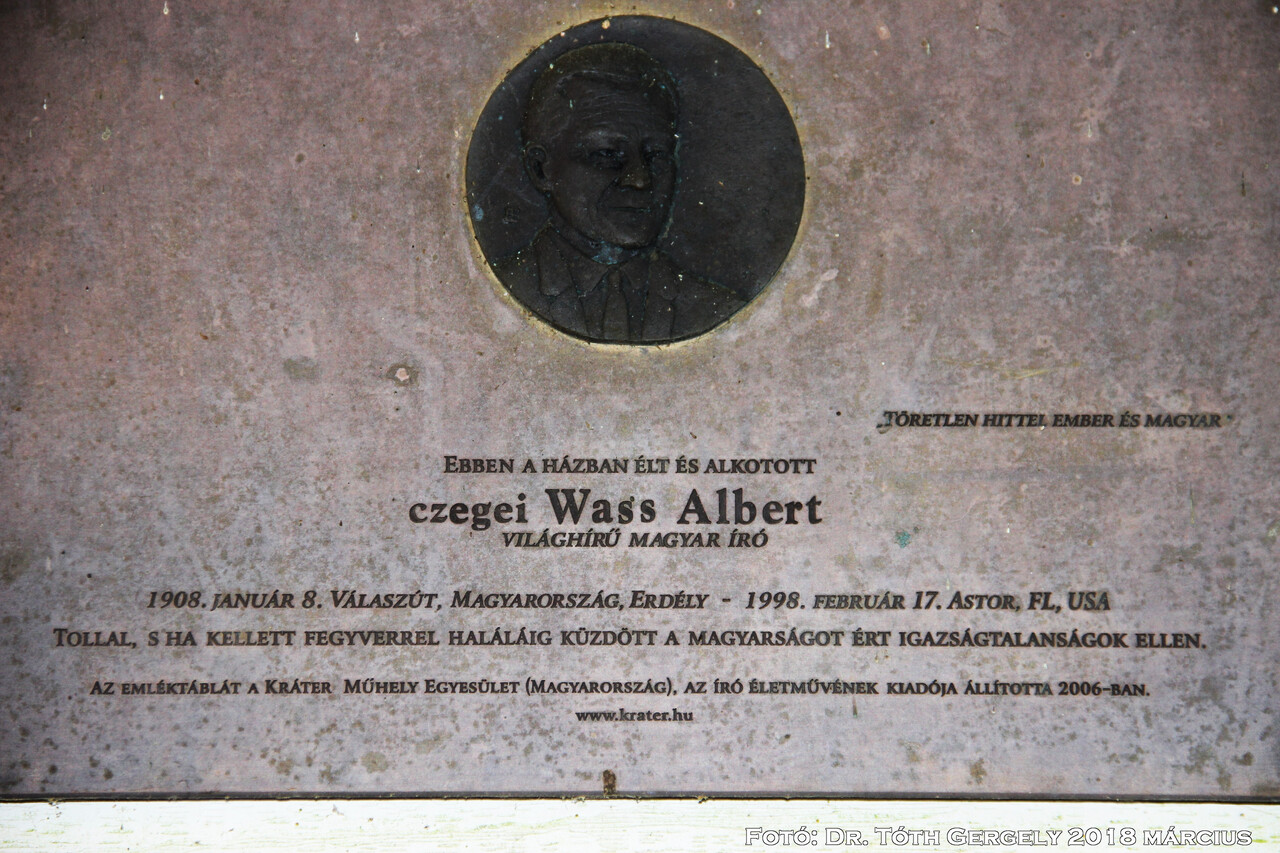 „TÖRETLEN HITTEL EMBER ÉS MAGYAR"
EBBEN A HÁZBAN ÉLT ÉS ALKOTOTT
czegei Wass Albert
VILÁGHÍRŰ MAGYAR ÍRÓ
1908. JANUÁR 8. VÁLASZÚT, MAGYARORSZÁG, ERDÉLY - 1998. FEBRUÁR 17. ASTOR, FL, USA
TOLLAL, S HA KELLETT FEGYVERREL HALÁLÁIG KÜZDÖTT A MAGYARSÁGOT ÉRT IGAZSÁGTALANSÁGOK ELLEN.
AZ EMLÉKTÁBLÁT A KRÁTER MŰHELY EGYESÜLET (MAGYARORSZÁG), AZ ÍRÓ ÉLETMŰVÉNEK KIADÓJA ÁLLÍTOTTA 2006-BAN.
www.krater.hu
FOTÓ: DR. TÓTH GERGELY 2018 MÁRCIUS